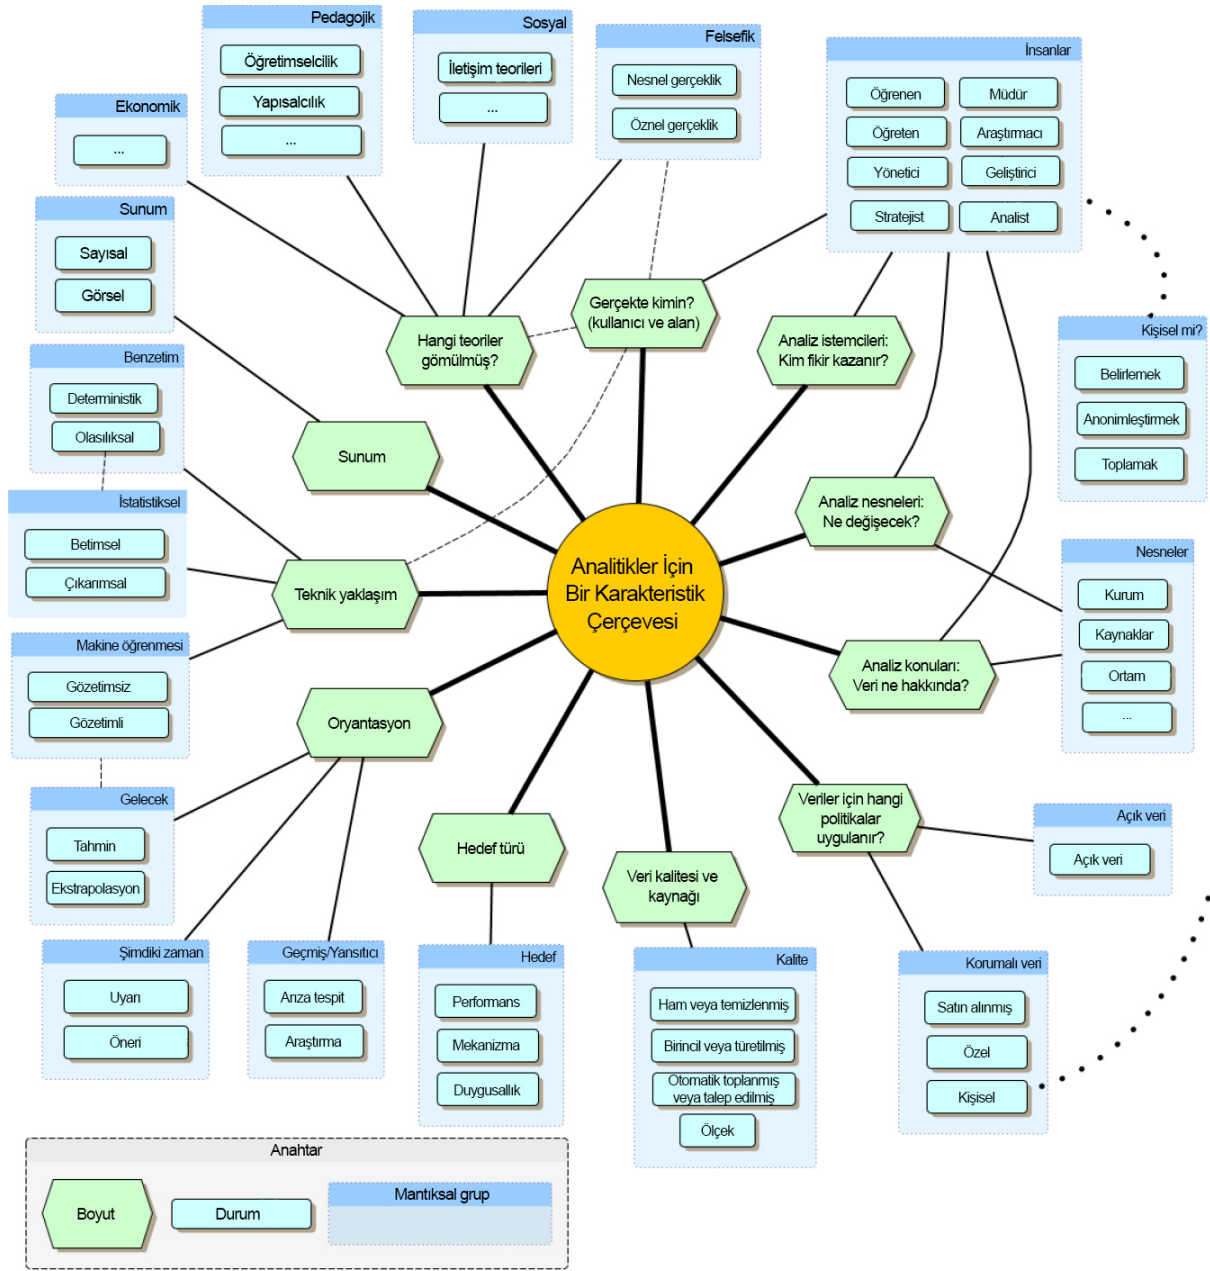 Pedagojik
Öğretimselcilik
Yapısalcılık
...
Sosyal
İletişim teorileri
...
Felsefik
Nesnel gerçeklik
Öznel gerçeklik
İnsanlar
Öğrenen
Müdür
Öğreten
Araştırmacı
Yönetici
Geliştirici
Stratejist
Analist
Ekonomik
...
Sunum
Sayısal
Görsel
Hangi teoriler
gömülmüş?
Gerçekte kimin?
(kullanıcı ve alan)
Analiz istemcileri:
Kim fikir kazanır?
Kişisel mi?
Belirlemek
Anonimleştirmek
Toplamak
Benzetim
Deterministik
Olasılıksal
Sunum
Analiz nesneleri:
Ne değişecek?
İstatistiksel
Betimsel
Çıkarımsal
Teknik yaklaşım
Analitikler İçin
Bir Karakteristik
Çerçevesi
Nesneler
Kurum
Kaynaklar
Ortam
...
Makine öğrenmesi
Gözetimsiz
Gözetimli
Oryantasyon
Analiz konuları:
Veri ne hakkında?
Gelecek
Tahmin
Ekstrapolasyon
Hedef türü
Veri kalitesi ve
kaynağı
Veriler için hangi
politikalar
uygulanır?
Açık veri
Açık veri
Şimdiki zaman
Uyarı
Öneri
Geçmiş/Yansıtıcı
Arıza tespit
Araştırma
Hedef
Performans
Mekanizma
Duygusallık
Kalite
Ham veya temizlenmiş
Birincil veya türetilmiş
Otomatik toplanmış
veya talep edilmiş
Ölçek
Korumalı veri
Satın alınmış
Özel
Kişisel
Anahtar
Boyut
Durum
Mantıksal grup